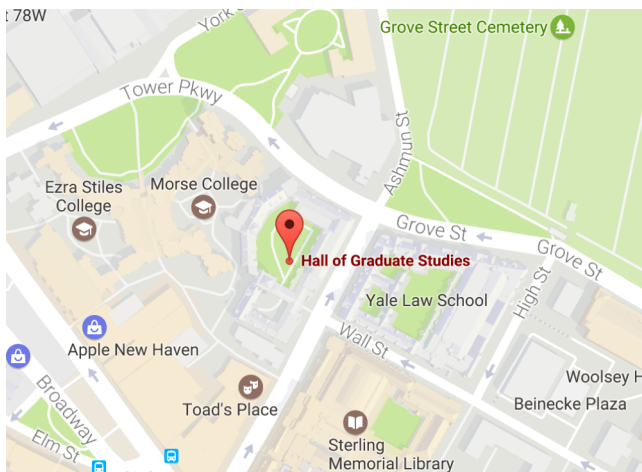 t 78W
York S
Grove Street Cemetery
Tower Pkwy
Ashmun St
Ezra Stiles
College
Morse College
Grove St
Grove St
Hall of Graduate Studies
Yale Law School
High St
Apple New Haven
Wall St
Woolsey H
Beinecke Plaza
Broadway
Toad's Place
Elm St
Sterling
Memorial Library